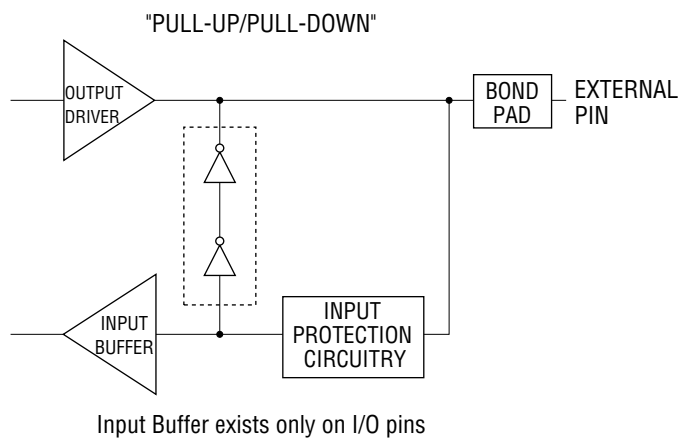 "PULL-UP/PULL-DOWN"
OUTPUT
DRIVER
BOND
PAD
EXTERNAL
PIN
INPUT
BUFFER
INPUT
PROTECTION
CIRCUITRY
Input Buffer exists only on I/O pins